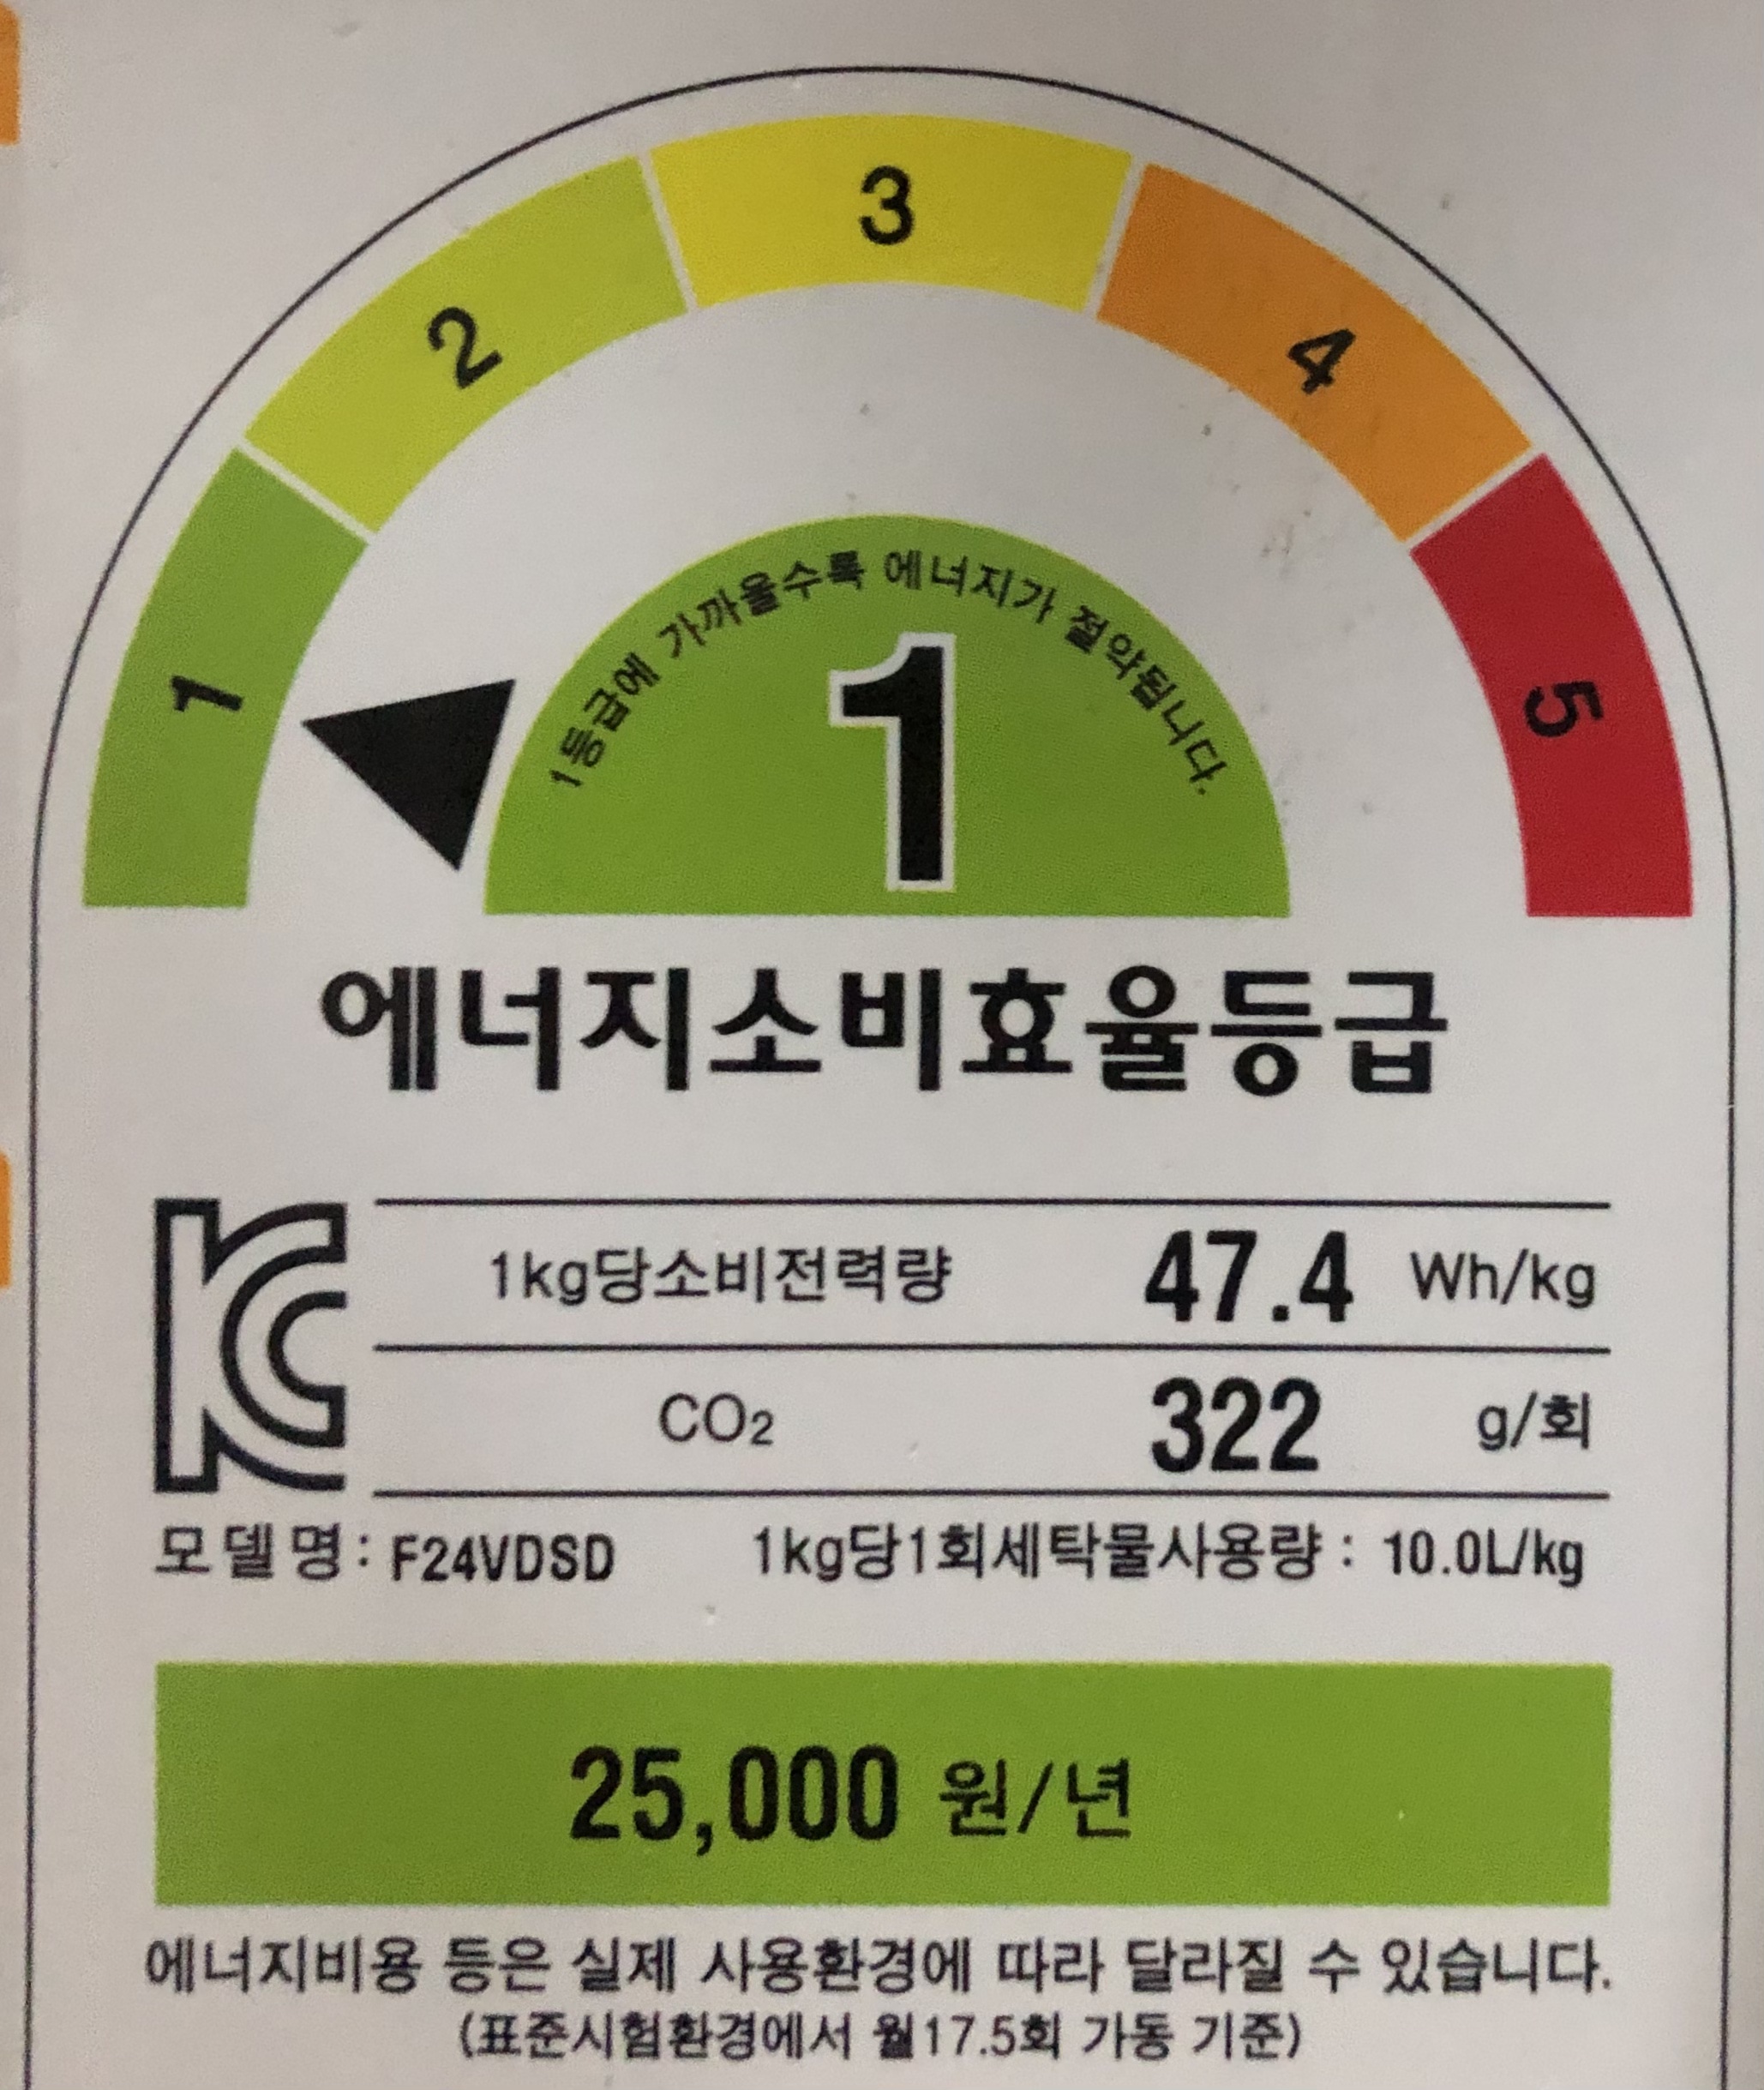 1
2
3
4
5
1등급에 가까울수록 에너지가 절약됩니다.
1
에너지소비효율등급
KC
1kg당소비전력량 47.4 Wh/kg
CO₂ 322 g/회
모델명: F24VDSD 1kg당1회세탁물사용량 : 10.0L/kg
25,000 원/년
에너지비용 등은 실제 사용환경에 따라 달라질 수 있습니다.
(표준시험환경에서 월17.5회 가동 기준)